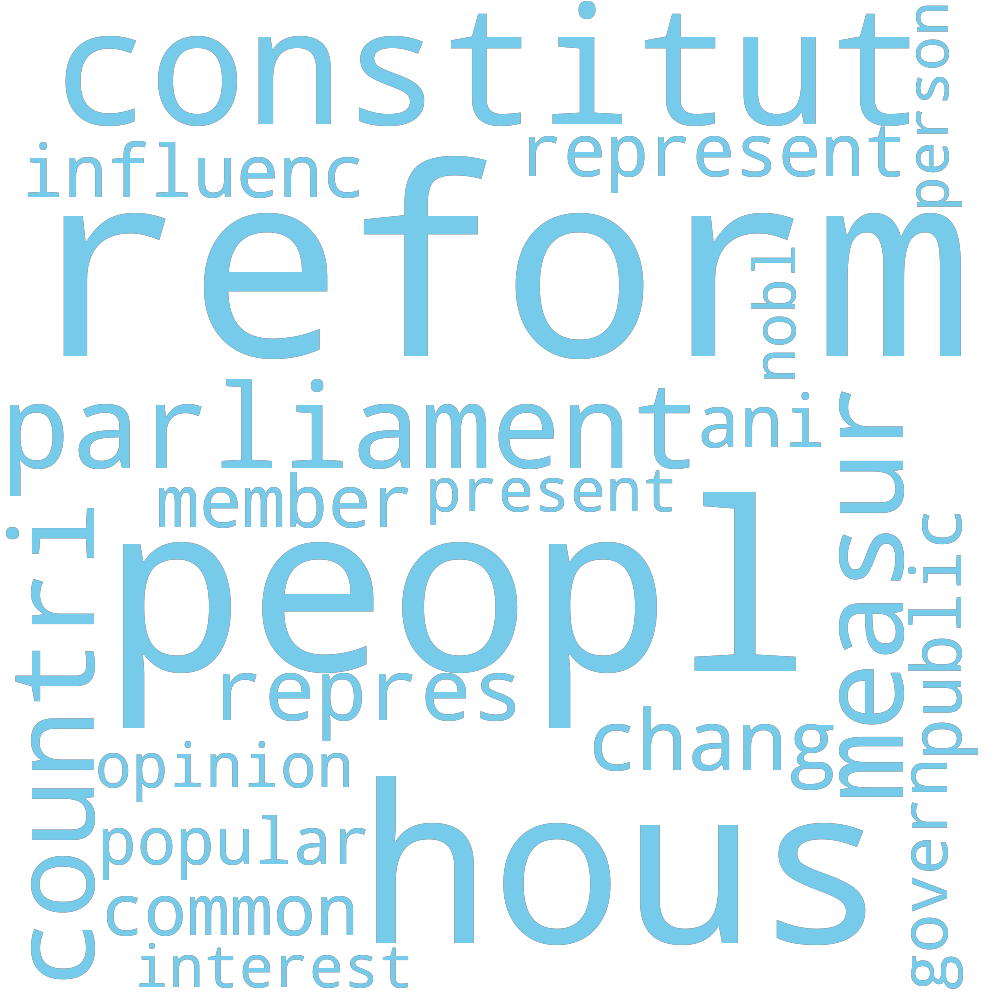 constitut
person
influenc
represent
reform
nobl
parliament
ani
measur
member
present
countri
peopl
public
repres
chang
opinion
govern
hous
popular
common
interest